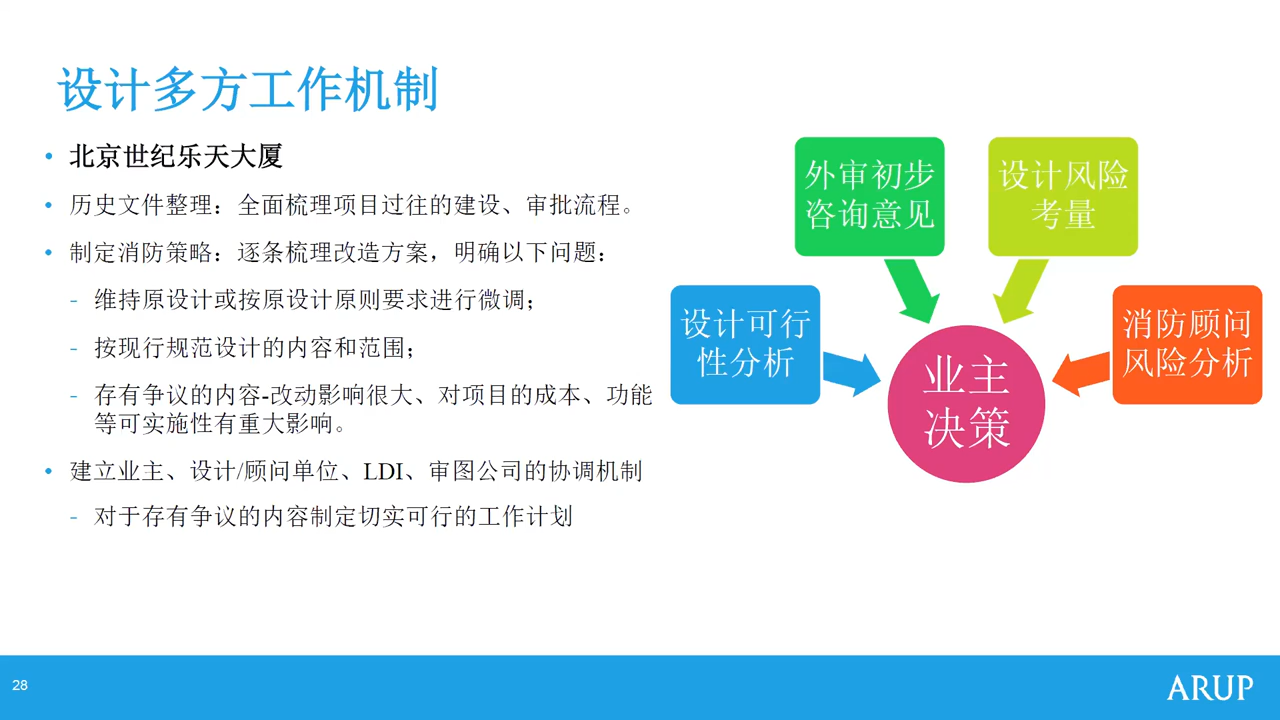 设计多方工作机制
• 北京世纪乐天大厦
• 历史文件整理：全面梳理项目过往的建设、审批流程。
• 制定消防策略：逐条梳理改造方案，明确以下问题：
- 维持原设计或按原设计原则要求进行微调；
- 按现行规范设计的内容和范围；
- 存有争议的内容-改动影响很大、对项目的成本、功能
等可实施性有重大影响。
• 建立业主、设计/顾问单位、LDI、审图公司的协调机制
- 对于存有争议的内容制定切实可行的工作计划
设计可行
性分析
外审初步
咨询意见
设计风险
考量
消防顾问
风险分析
业主
决策
28
ARUP